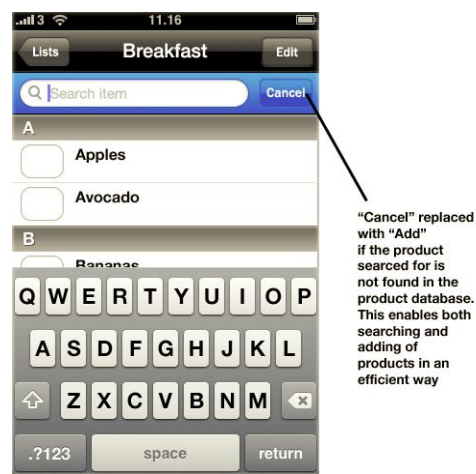 3 11.16
Lists Breakfast Edit
Search item Cancel
A
Apples
Avocado
B
Bananas
Q W E R T Y U I O P
A S D F G H J K L
Z X C V B N M
.?123 space return
“Cancel” replaced
with “Add”
if the product
searced for is
not found in the
product database.
This enables both
searching and
adding of
products in an
efficient way